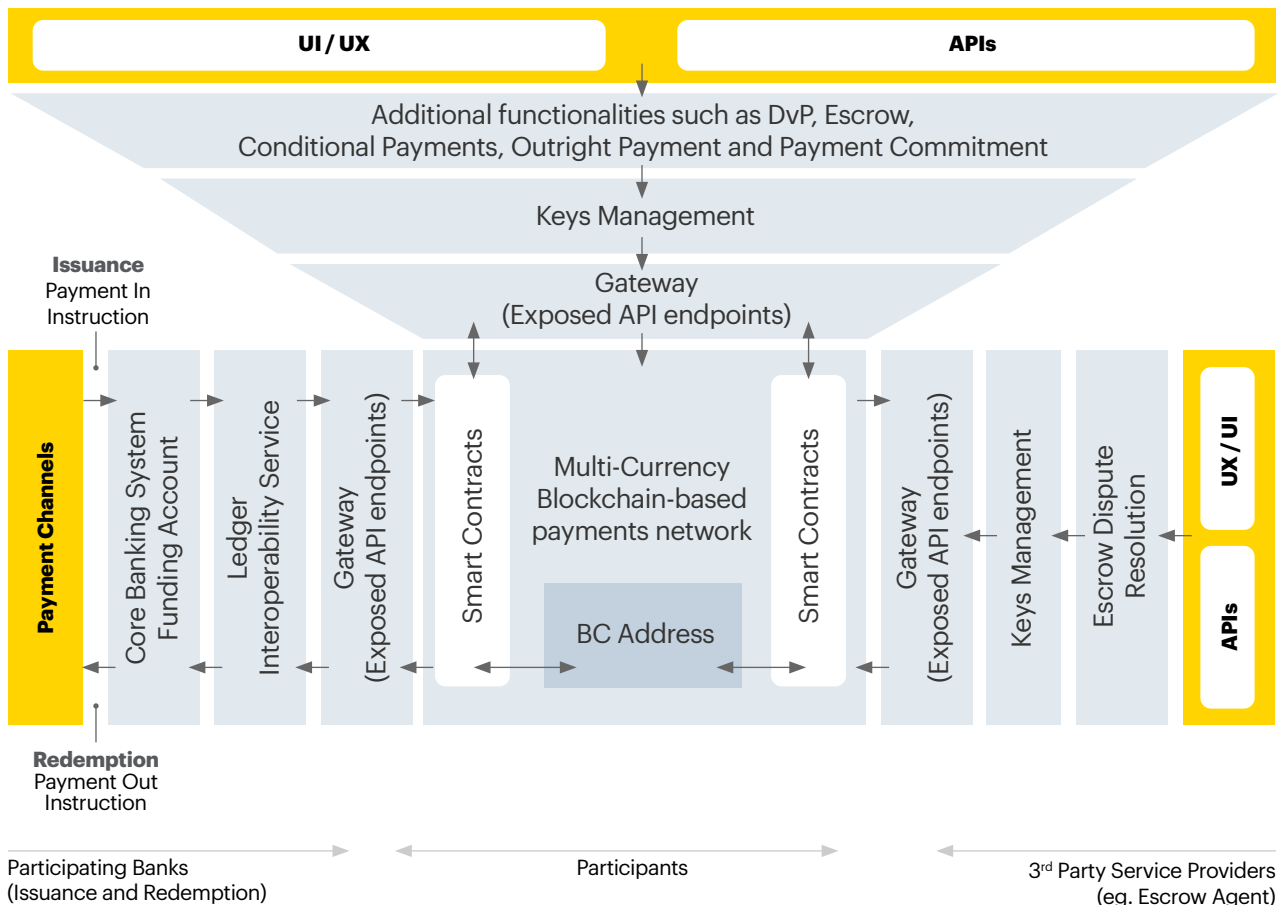 UI / UX
APIs
Additional functionalities such as DvP, Escrow,
Conditional Payments, Outright Payment and Payment Commitment
Keys Management
Gateway
(Exposed API endpoints)
Issuance
Payment In
Instruction
Payment Channels
Core Banking System
Funding Account
Ledger
Interoperability Service
Gateway
(Exposed API endpoints)
Smart Contracts
Multi-Currency
Blockchain-based
payments network
BC Address
Smart Contracts
Gateway
(Exposed API endpoints)
Keys Management
Escrow Dispute
Resolution
UX / UI
APIs
Redemption
Payment Out
Instruction
Participating Banks
(Issuance and Redemption)
Participants
3rd Party Service Providers
(eg. Escrow Agent)